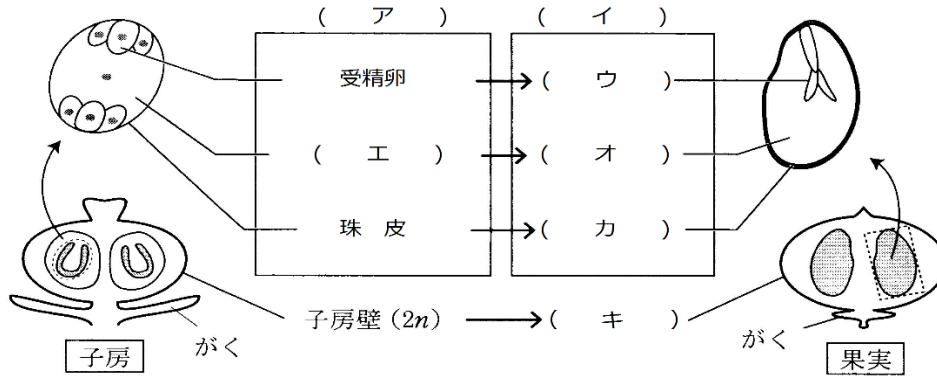 ( ア ) ( イ )
受精卵 → ( ウ )
( エ ) → ( オ )
珠 皮 → ( カ )
子房壁 (2n) → ( キ )
がく がく
子房 果実